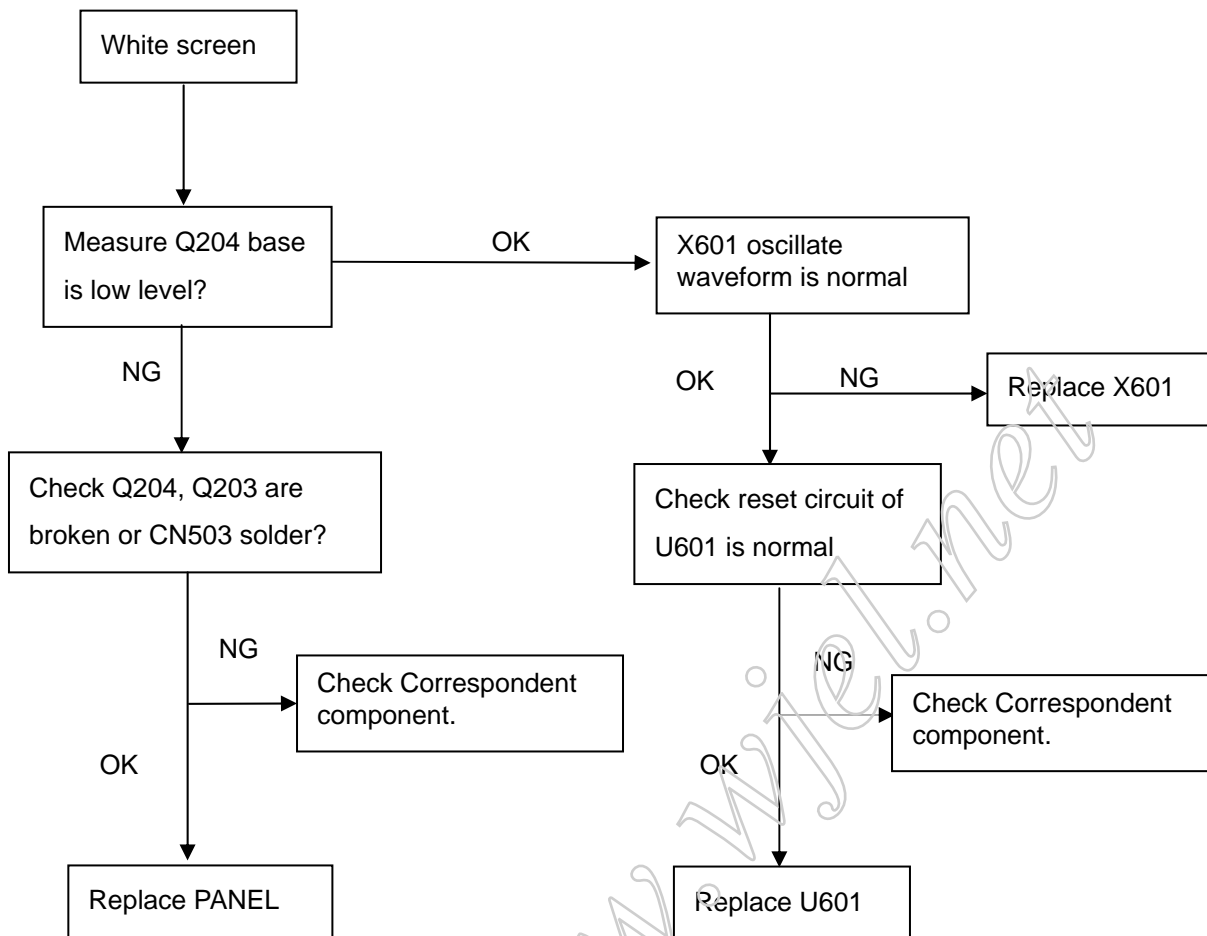 White screen
Measure Q204 base
is low level?
OK
X601 oscillate
waveform is normal
NG
OK
NG
Replace X601
Check Q204, Q203 are
broken or CN503 solder?
Check reset circuit of
U601 is normal
NG
Check Correspondent
component.
NG
Check Correspondent
component.
OK
OK
Replace PANEL
Replace U601
w.wjel.net